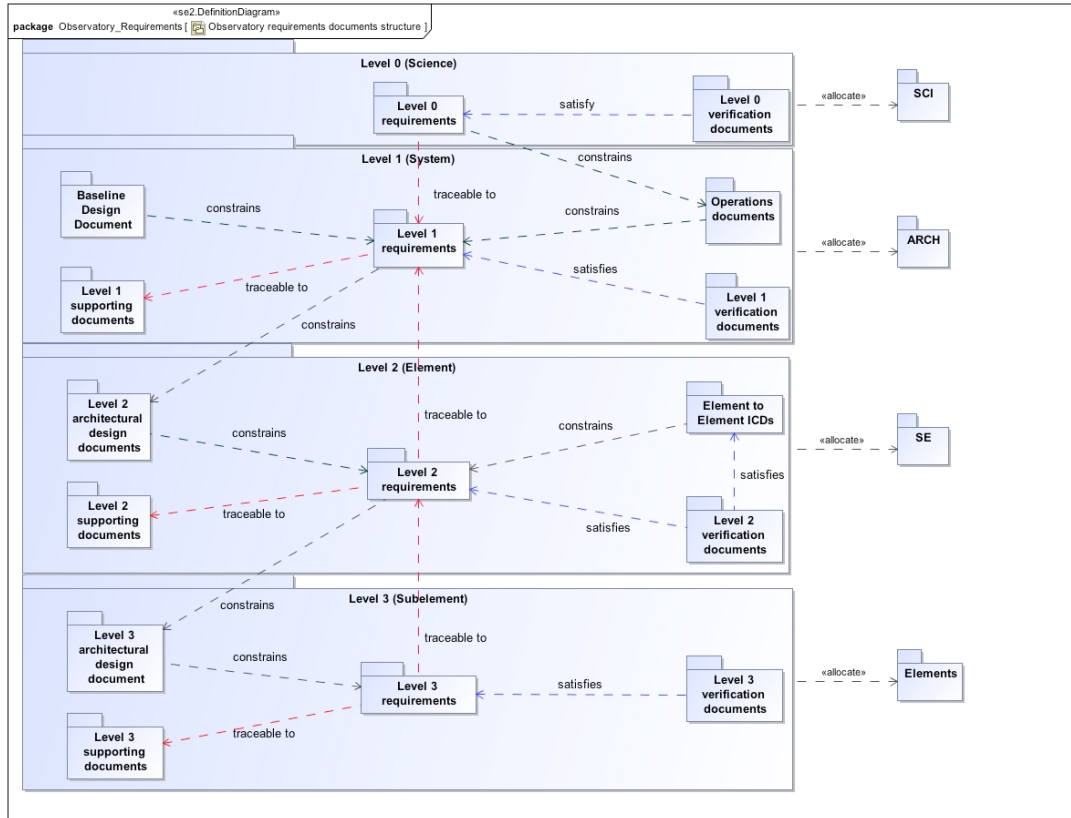 «se2.DefinitionDiagram»
package Observatory_Requirements [ Observatory requirements documents structure ]
Level 0 (Science)
Level 0
requirements
satisfy
Level 0
verification
documents
«allocate»
SCI
constrains
Level 1 (System)
traceable to
Baseline
Design
Document
constrains
Level 1
requirements
constrains
Operations
documents
«allocate»
ARCH
Level 1
supporting
documents
traceable to
satisfies
Level 1
verification
documents
constrains
Level 2 (Element)
Level 2
architectural
design
documents
constrains
traceable to
constrains
Element to
Element ICDs
«allocate»
SE
Level 2
requirements
satisfies
Level 2
supporting
documents
traceable to
satisfies
Level 2
verification
documents
Level 3 (Subelement)
constrains
traceable to
Level 3
architectural
design
document
constrains
Level 3
requirements
satisfies
Level 3
verification
documents
«allocate»
Elements
Level 3
supporting
documents
traceable to